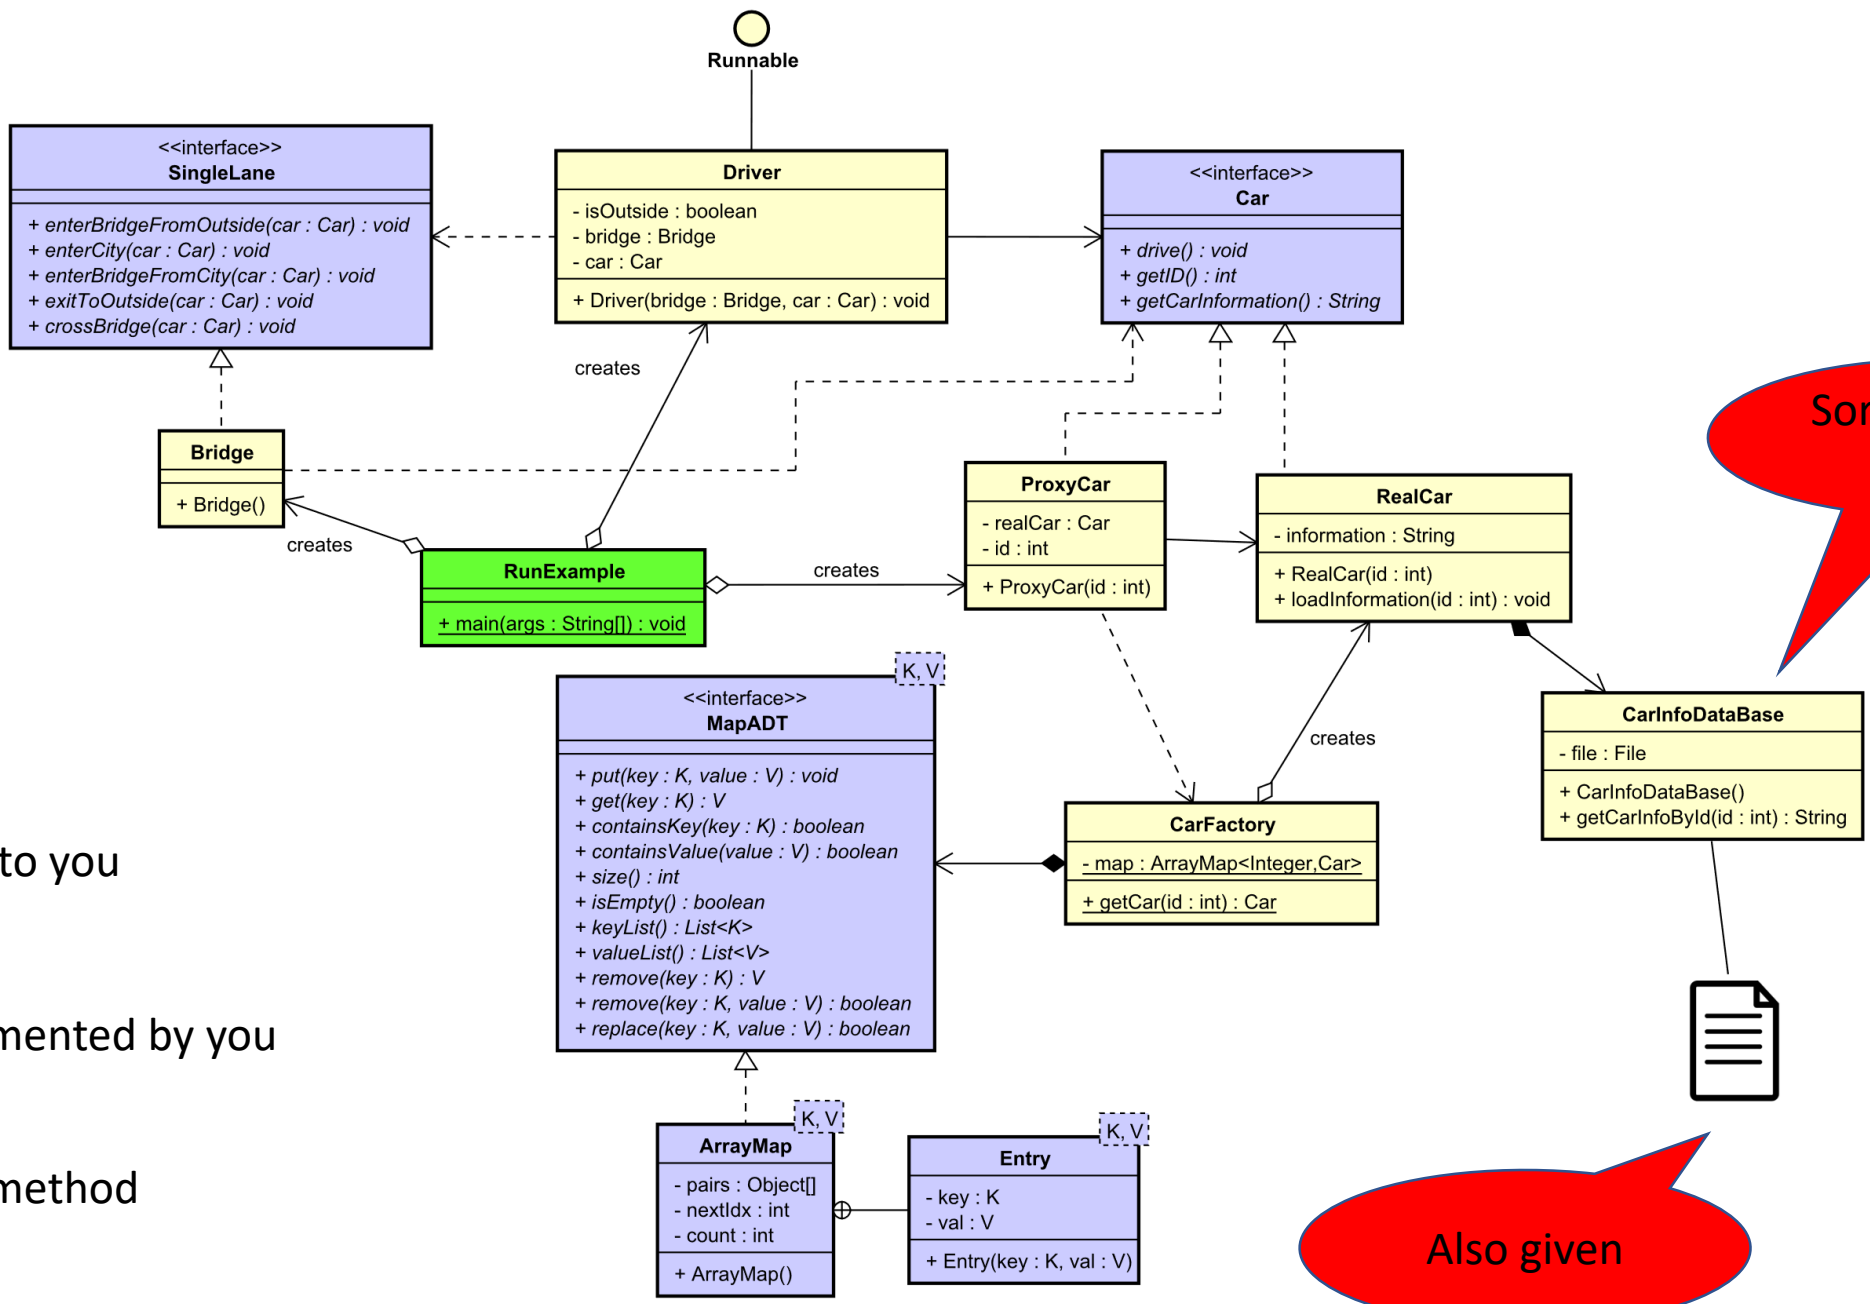 Runnable
<<interface>>
SingleLane
+ enterBridgeFromOutside(car : Car) : void
+ enterCity(car : Car) : void
+ enterBridgeFromCity(car : Car) : void
+ exitToOutside(car : Car) : void
+ crossBridge(car : Car) : void
Driver
- isOutside : boolean
- bridge : Bridge
- car : Car
+ Driver(bridge : Bridge, car : Car) : void
<<interface>>
Car
+ drive() : void
+ getID() : int
+ getCarInformation() : String
creates
Bridge
+ Bridge()
creates
RunExample
+ main(args : String[]) : void
creates
ProxyCar
- realCar : Car
- id : int
+ ProxyCar(id : int)
RealCar
- information : String
+ RealCar(id : int)
+ loadInformation(id : int) : void
K, V
<<interface>>
MapADT
+ put(key : K, value : V) : void
+ get(key : K) : V
+ containsKey(key : K) : boolean
+ containsValue(value : V) : boolean
+ size() : int
+ isEmpty() : boolean
+ keyList() : List<K>
+ valueList() : List<V>
+ remove(key : K) : V
+ remove(key : K, value : V) : boolean
+ replace(key : K, value : V) : boolean
creates
CarFactory
- map : ArrayMap<Integer,Car>
+ getCar(id : int) : Car
CarInfoDataBase
- file : File
+ CarInfoDataBase()
+ getCarInfoById(id : int) : String
to you
mented by you
method
K, V
ArrayMap
- pairs : Object[]
- nextIdx : int
- count : int
+ ArrayMap()
K, V
Entry
- key : K
- val : V
+ Entry(key : K, val : V)
Also given